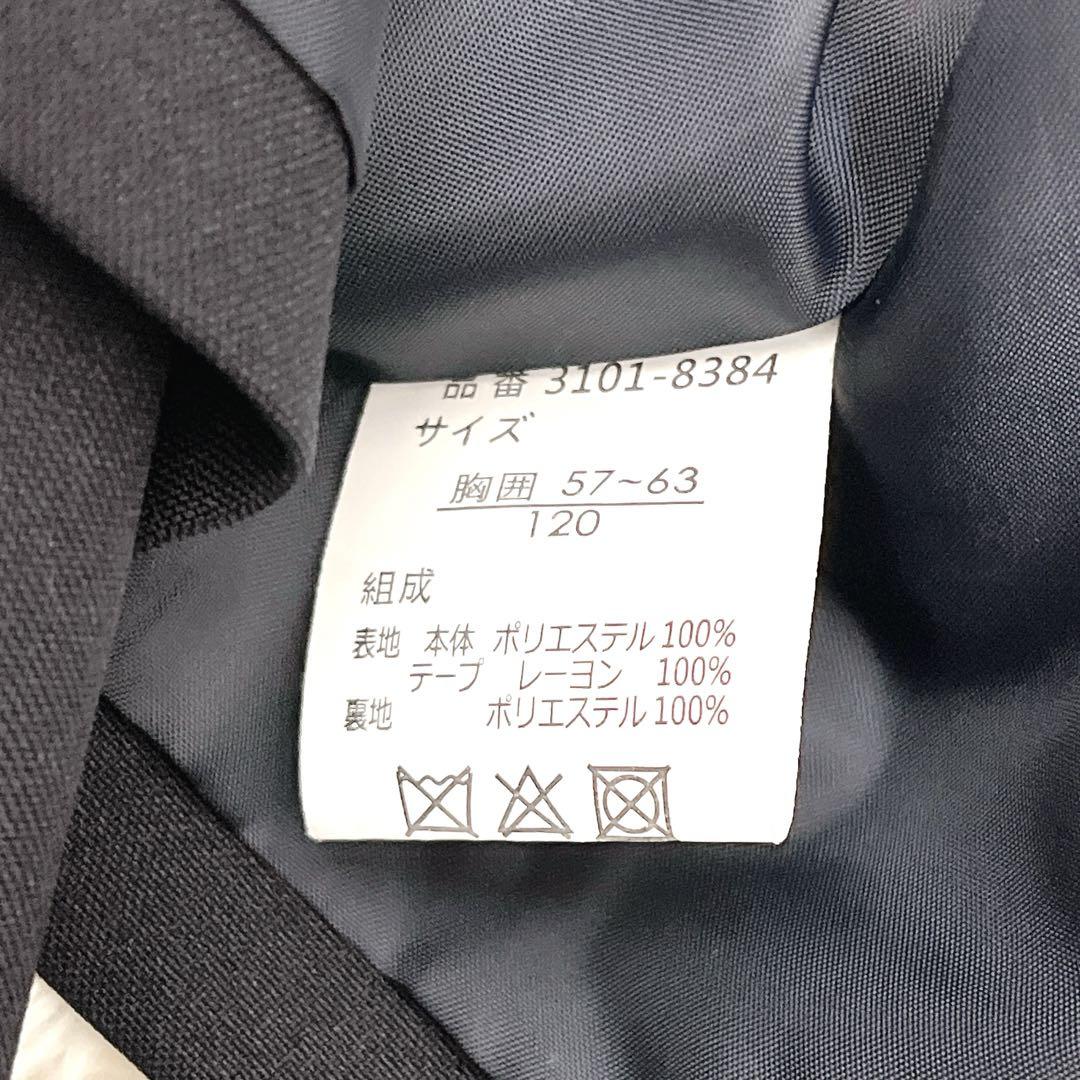 品番 3101-8384
サイズ
胸囲 57~63
120
組成
表地 本体 ポリエステル 100%
テープ レーヨン 100%
裏地 ポリエステル 100%